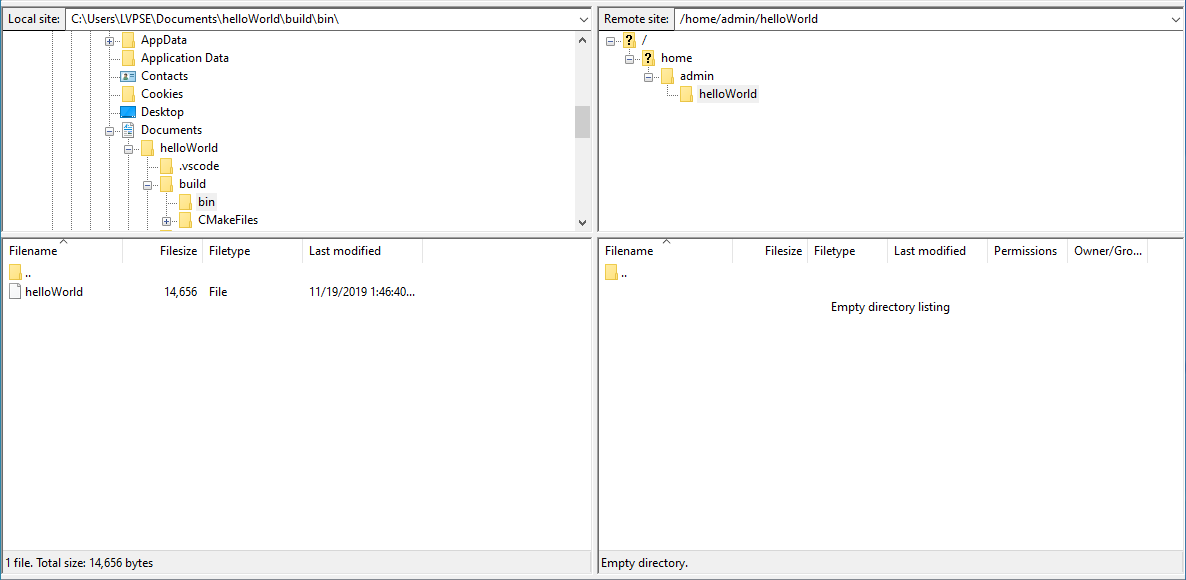 Local site: C:\Users\LVPSE\Documents\helloWorld\build\bin\
AppData
Application Data
Contacts
Cookies
Desktop
Documents
helloWorld
.vscode
build
bin
CMakeFiles
Filename Filesize Filetype Last modified
..
helloWorld 14,656 File 11/19/2019 1:46:40...
1 file. Total size: 14,656 bytes
Remote site: /home/admin/helloWorld
? /
? home
admin
helloWorld
Filename Filesize Filetype Last modified Permissions Owner/Gro...
..
Empty directory listing
Empty directory.